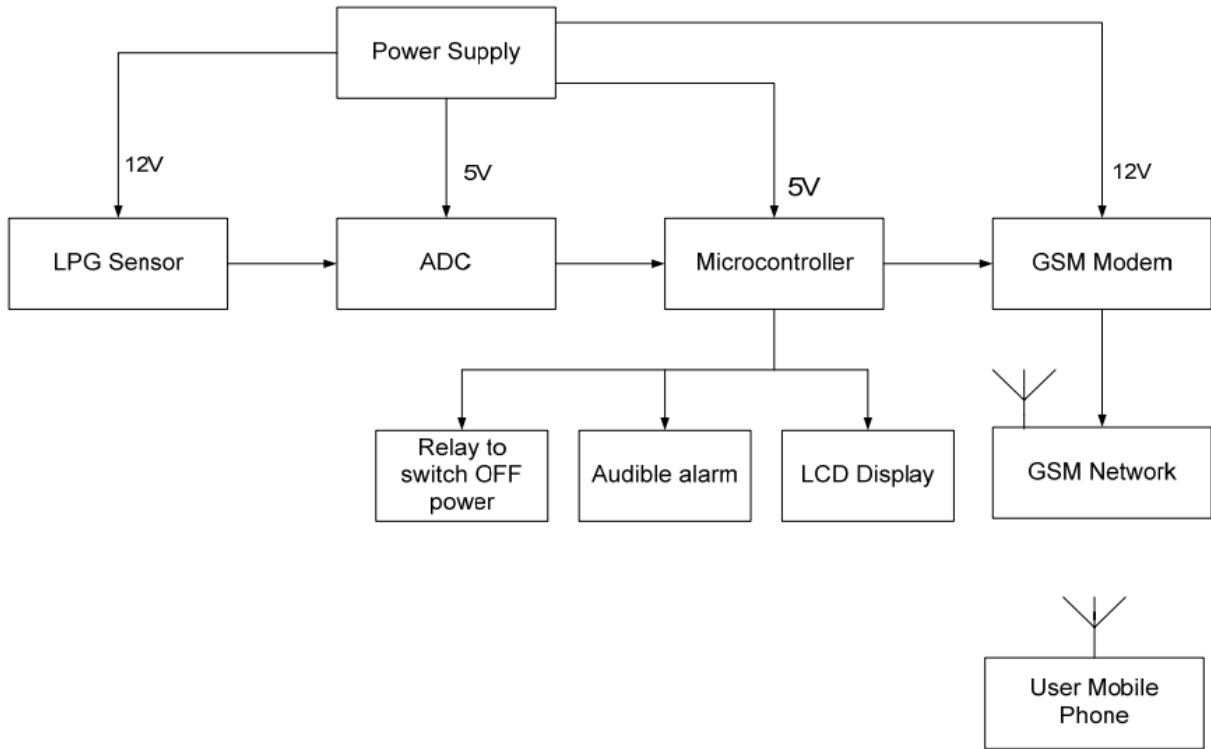 Power Supply
12V
5V
5V
12V
LPG Sensor
ADC
Microcontroller
GSM Modem
Relay to
switch OFF
power
Audible alarm
LCD Display
GSM Network
User Mobile
Phone